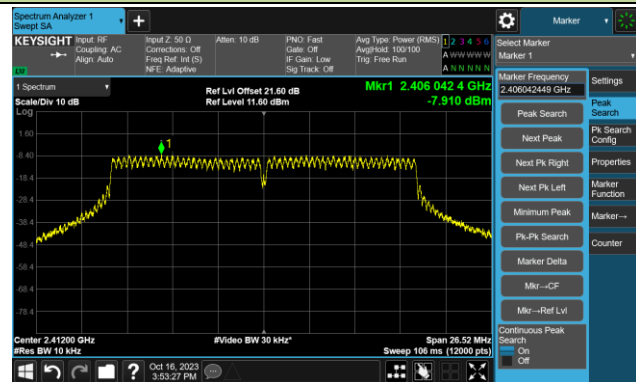 Spectrum Analyzer 1
Swept SA
+
Marker
KEYSIGHT
Input: RF
Coupling: AC
Align: Auto
Input Z: 50 Ω
Corrections: Off
Freq Ref: Int (S)
NFE: Adaptive
Atten: 10 dB
PNO: Fast
Gate: Off
IF Gain: Low
Sig Track: Off
Avg Type: Power (RMS)
Avg|Hold: 100/100
Trig: Free Run
1 2 3 4 5 6
A W W W W W
A N N N N N
LW
Select Marker
Marker 1
1 Spectrum
Scale/Div 10 dB
Log
Ref Lvl Offset 21.60 dB
Ref Level 11.60 dBm
Mkr1 2.406 042 4 GHz
-7.910 dBm
1.60
-8.40
-18.4
-28.4
-38.4
-48.4
-58.4
-68.4
-78.4
1
Center 2.41200 GHz
#Res BW 10 kHz
#Video BW 30 kHz*
Span 26.52 MHz
Sweep 106 ms (12000 pts)
Marker Frequency
2.406042449 GHz
Peak Search
Next Peak
Next Pk Right
Next Pk Left
Minimum Peak
Pk-Pk Search
Marker Delta
Mkr→CF
Mkr→Ref Lvl
Continuous Peak
Search
On
Off
Settings
Peak
Search
Pk Search
Config
Properties
Marker
Function
Marker→
Counter
?
Oct 16, 2023
3:53:27 PM